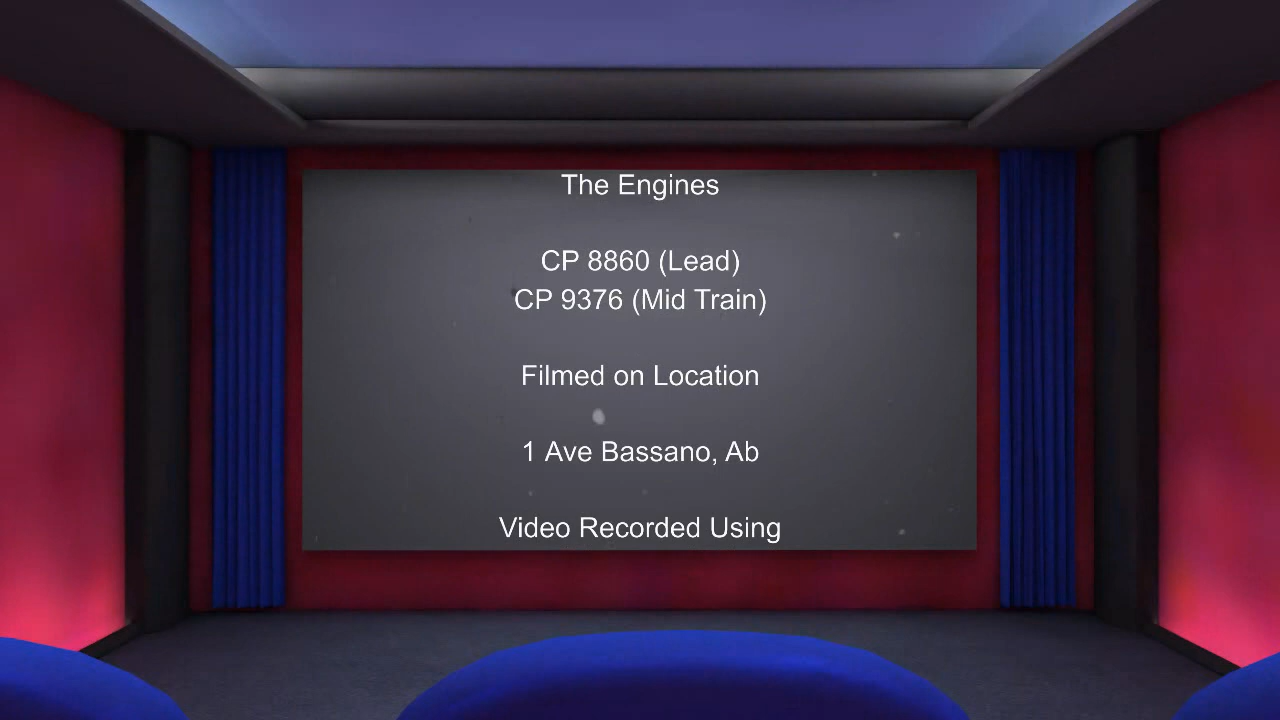 The Engines
CP 8860 (Lead)
CP 9376 (Mid Train)
Filmed on Location
1 Ave Bassano, Ab
Video Recorded Using